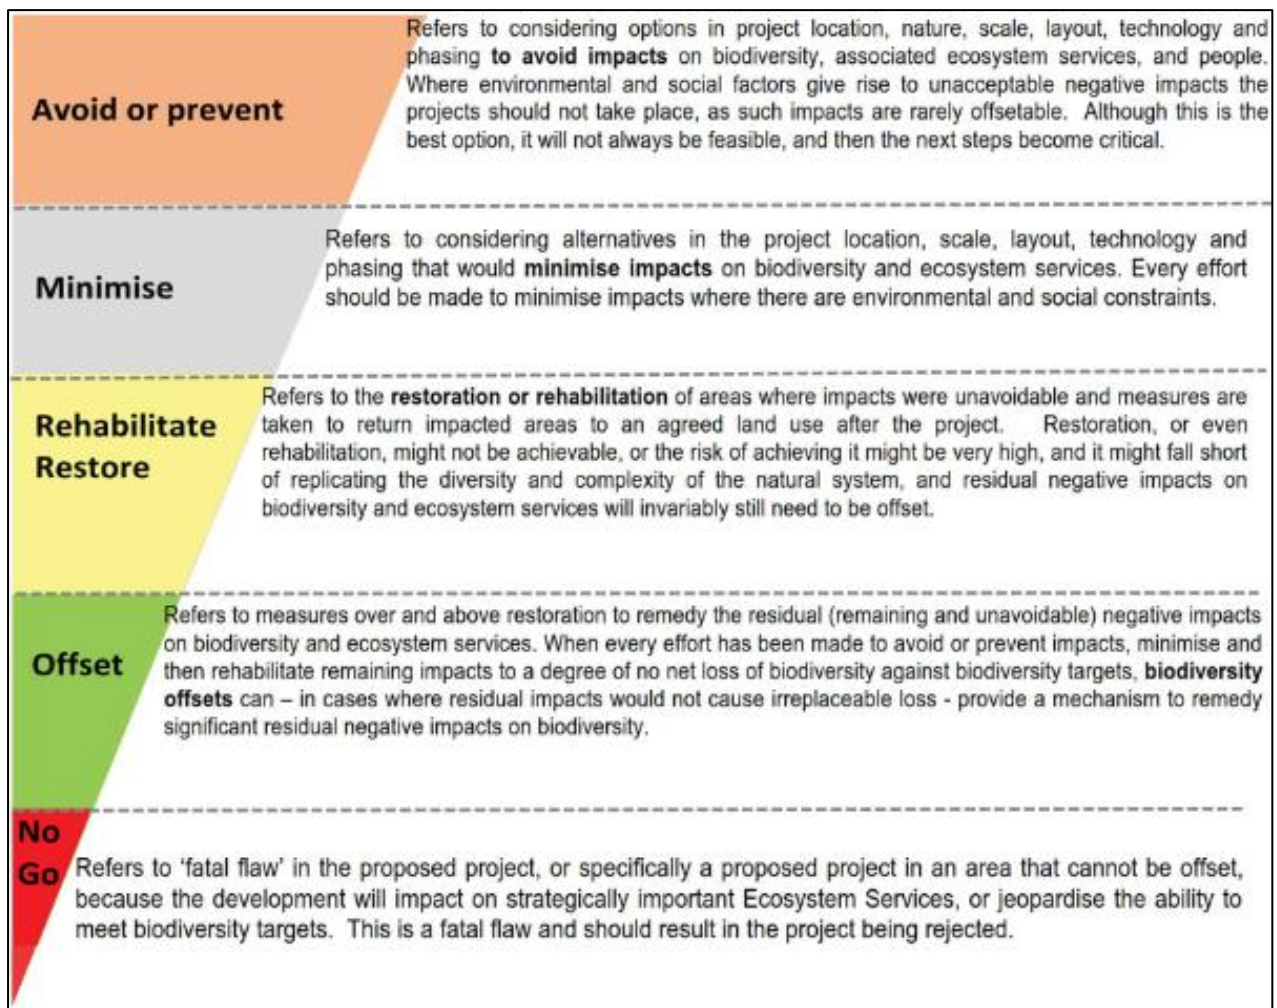 Avoid or prevent
Refers to considering options in project location, nature, scale, layout, technology and
phasing to avoid impacts on biodiversity, associated ecosystem services, and people.
Where environmental and social factors give rise to unacceptable negative impacts the
projects should not take place, as such impacts are rarely offsetable. Although this is the
best option, it will not always be feasible, and then the next steps become critical.
Minimise
Refers to considering alternatives in the project location, scale, layout, technology and
phasing that would minimise impacts on biodiversity and ecosystem services. Every effort
should be made to minimise impacts where there are environmental and social constraints.
Rehabilitate
Restore
Refers to the restoration or rehabilitation of areas where impacts were unavoidable and measures are
taken to return impacted areas to an agreed land use after the project. Restoration, or even
rehabilitation, might not be achievable, or the risk of achieving it might be very high, and it might fall short
of replicating the diversity and complexity of the natural system, and residual negative impacts on
biodiversity and ecosystem services will invariably still need to be offset.
Offset
Refers to measures over and above restoration to remedy the residual (remaining and unavoidable) negative impacts
on biodiversity and ecosystem services. When every effort has been made to avoid or prevent impacts, minimise and
then rehabilitate remaining impacts to a degree of no net loss of biodiversity against biodiversity targets, biodiversity
offsets can – in cases where residual impacts would not cause irreplaceable loss - provide a mechanism to remedy
significant residual negative impacts on biodiversity.
No
Go
Refers to ‘fatal flaw’ in the proposed project, or specifically a proposed project in an area that cannot be offset,
because the development will impact on strategically important Ecosystem Services, or jeopardise the ability to
meet biodiversity targets. This is a fatal flaw and should result in the project being rejected.